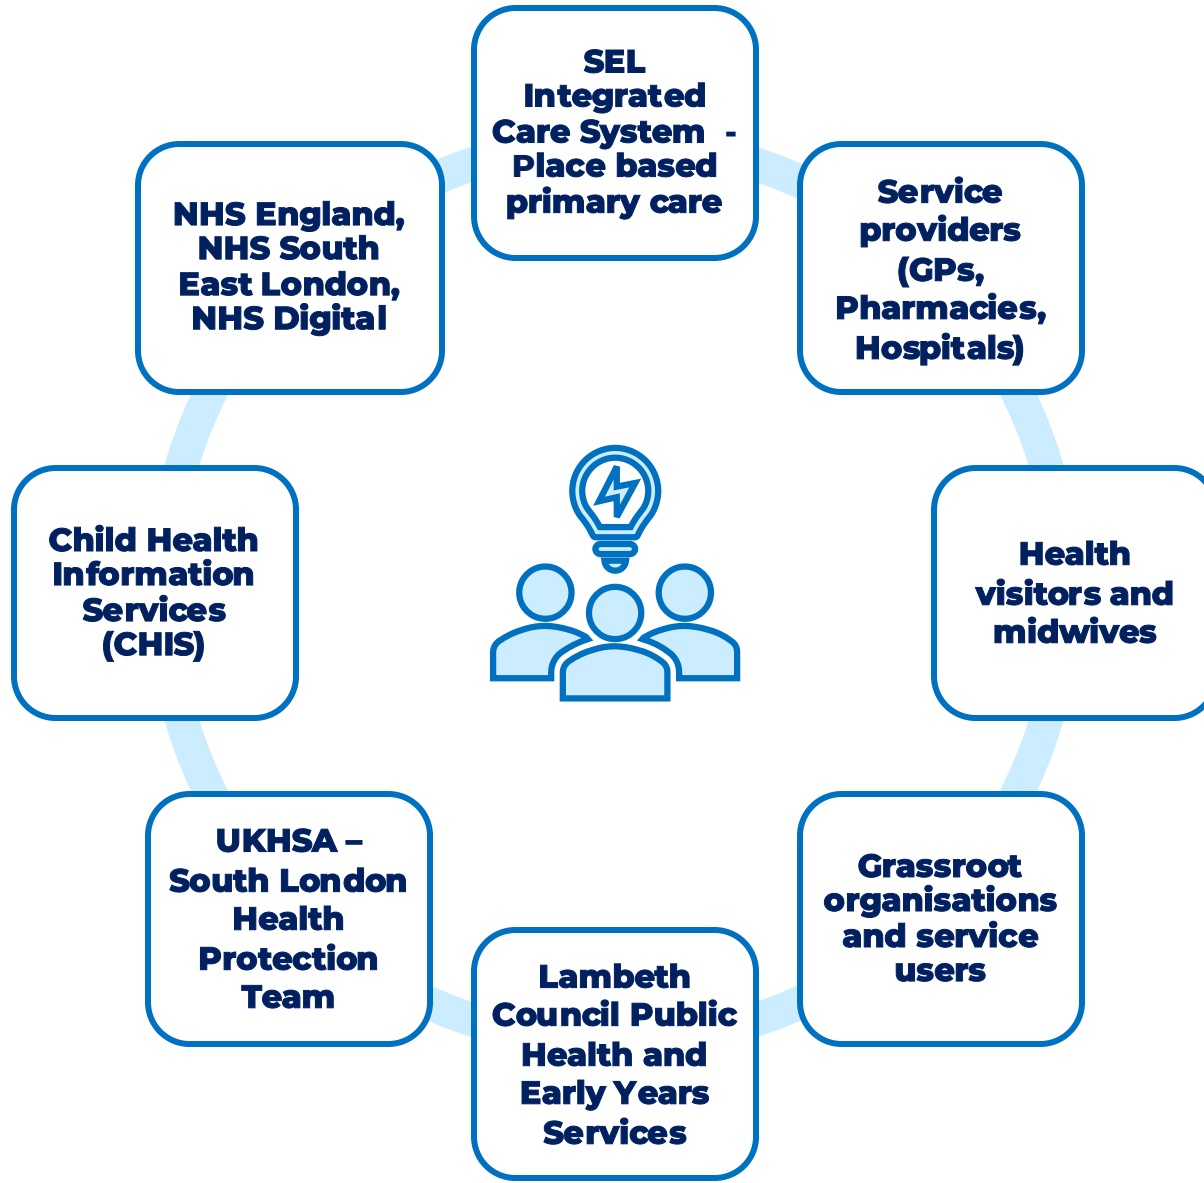 SEL
Integrated
Care System -
Place based
primary care
Service
providers
(GPs,
Pharmacies,
Hospitals)
Health
visitors and
midwives
Grassroot
organisations
and service
users
Lambeth
Council Public
Health and
Early Years
Services
UKHSA –
South London
Health
Protection
Team
Child Health
Information
Services
(CHIS)
NHS England,
NHS South
East London,
NHS Digital